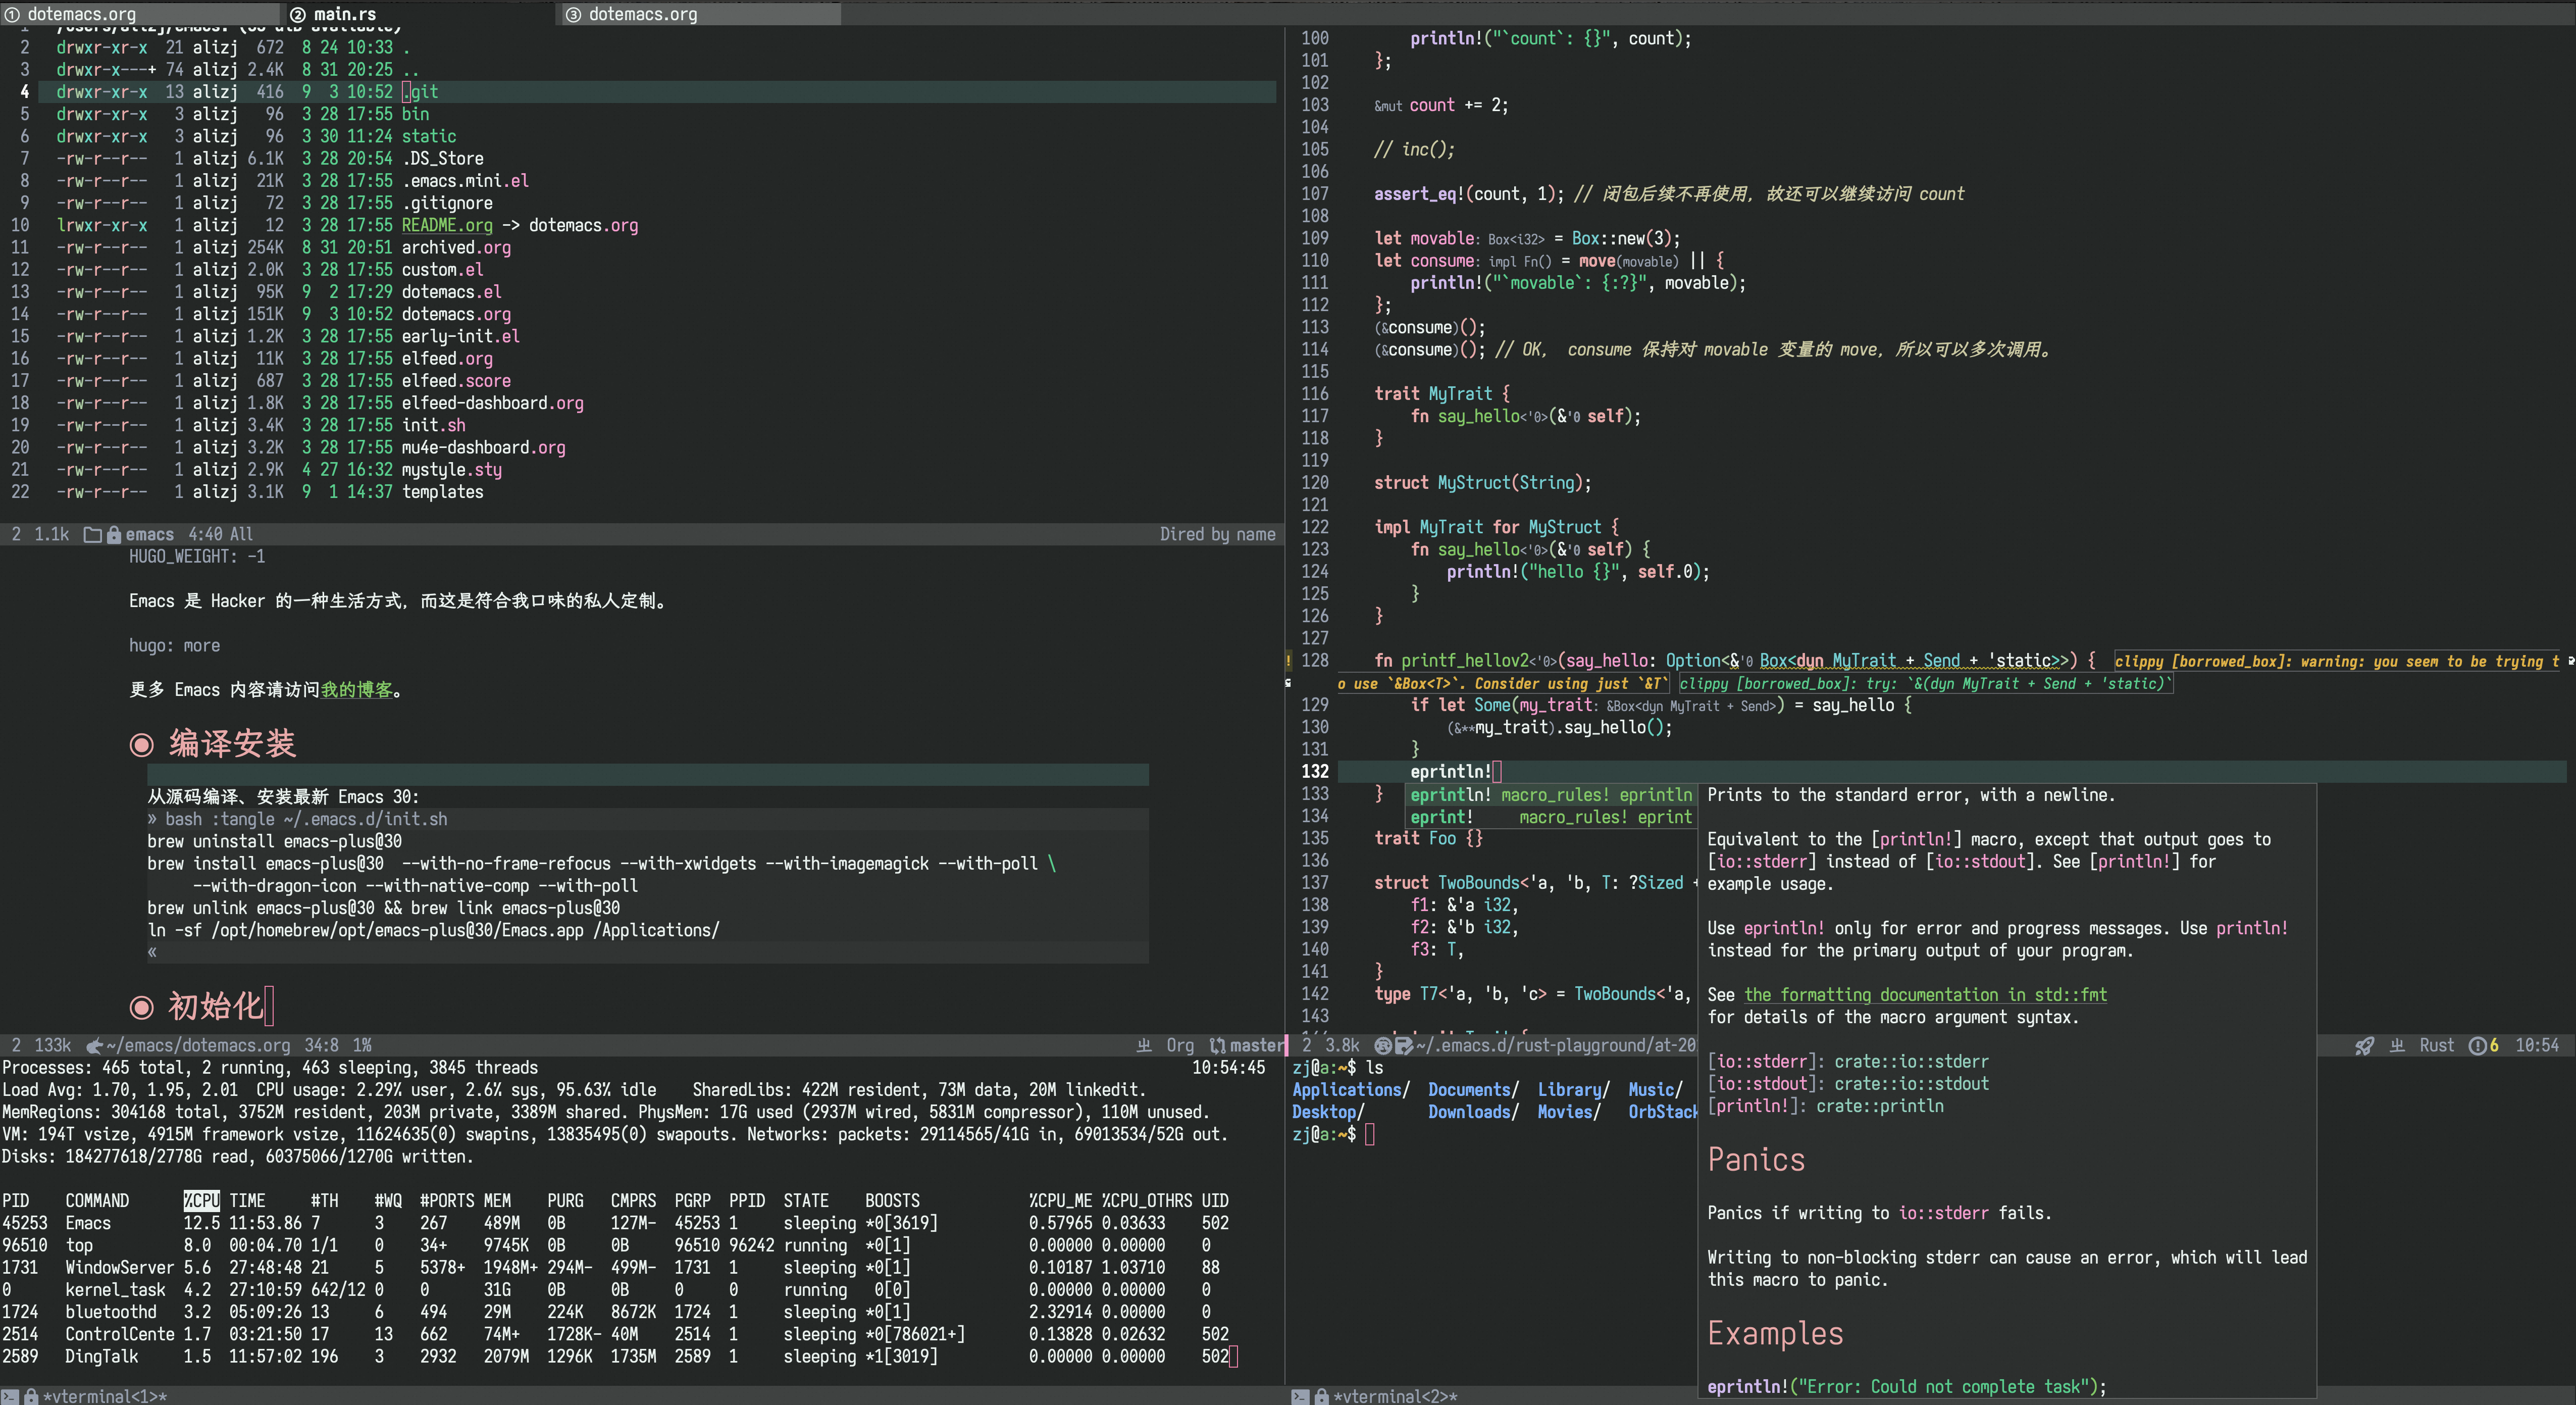 ① dotemacs.org ② main.rs ③ dotemacs.org
2 drwxr-xr-x 21 alizj 672 8 24 10:33 .
3 drwxr-x---+ 74 alizj 2.4K 8 31 20:25 ..
4 drwxr-xr-x 13 alizj 416 9 3 10:52 .git
5 drwxr-xr-x 3 alizj 96 3 28 17:55 bin
6 drwxr-xr-x 3 alizj 96 3 30 11:24 static
7 -rw-r--r-- 1 alizj 6.1K 3 28 20:54 .DS_Store
8 -rw-r--r-- 1 alizj 21K 3 28 17:55 .emacs.mini.el
9 -rw-r--r-- 1 alizj 72 3 28 17:55 .gitignore
10 lrwxr-xr-x 1 alizj 12 3 28 17:55 README.org -> dotemacs.org
11 -rw-r--r-- 1 alizj 254K 8 31 20:51 archived.org
12 -rw-r--r-- 1 alizj 2.0K 3 28 17:55 custom.el
13 -rw-r--r-- 1 alizj 95K 9 2 17:29 dotemacs.el
14 -rw-r--r-- 1 alizj 151K 9 3 10:52 dotemacs.org
15 -rw-r--r-- 1 alizj 1.2K 3 28 17:55 early-init.el
16 -rw-r--r-- 1 alizj 11K 3 28 17:55 elfeed.org
17 -rw-r--r-- 1 alizj 687 3 28 17:55 elfeed.score
18 -rw-r--r-- 1 alizj 1.8K 3 28 17:55 elfeed-dashboard.org
19 -rw-r--r-- 1 alizj 3.4K 3 28 17:55 init.sh
20 -rw-r--r-- 1 alizj 3.2K 3 28 17:55 mu4e-dashboard.org
21 -rw-r--r-- 1 alizj 2.9K 4 27 16:32 mystyle.sty
22 -rw-r--r-- 1 alizj 3.1K 9 1 14:37 templates
2 1.1k emacs 4:40 All Dired by name
HUGO_WEIGHT: -1
Emacs 是 Hacker 的一种生活方式，而这是符合我口味的私人定制。
hugo: more
更多 Emacs 内容请访问我的博客。
◉ 编译安装
从源码编译、安装最新 Emacs 30:
» bash :tangle ~/.emacs.d/init.sh
brew uninstall emacs-plus@30
brew install emacs-plus@30 --with-no-frame-refocus --with-xwidgets --with-imagemagick --with-poll \
--with-dragon-icon --with-native-comp --with-poll
brew unlink emacs-plus@30 && brew link emacs-plus@30
ln -sf /opt/homebrew/opt/emacs-plus@30/Emacs.app /Applications/
«
◉ 初始化
2 133k ~/emacs/dotemacs.org 34:8 1% 㞢 Org master
Processes: 465 total, 2 running, 463 sleeping, 3845 threads 10:54:45
Load Avg: 1.70, 1.95, 2.01 CPU usage: 2.29% user, 2.6% sys, 95.63% idle SharedLibs: 422M resident, 73M data, 20M linkedit.
MemRegions: 304168 total, 3752M resident, 203M private, 3389M shared. PhysMem: 17G used (2937M wired, 5831M compressor), 110M unused.
VM: 194T vsize, 4915M framework vsize, 11624635(0) swapins, 13835495(0) swapouts. Networks: packets: 29114565/41G in, 69013534/52G out.
Disks: 184277618/2778G read, 60375066/1270G written.
PID COMMAND %CPU TIME #TH #WQ #PORTS MEM PURG CMPRS PGRP PPID STATE BOOSTS %CPU_ME %CPU_OTHRS UID
45253 Emacs 12.5 11:53.86 7 3 267 489M 0B 127M- 45253 1 sleeping *0[3619] 0.57965 0.03633 502
96510 top 8.0 00:04.70 1/1 0 34+ 9745K 0B 0B 96510 96242 running *0[1] 0.00000 0.00000 0
1731 WindowServer 5.6 27:48:48 21 5 5378+ 1948M+ 294M- 499M- 1731 1 sleeping *0[1] 0.10187 1.03710 88
0 kernel_task 4.2 27:10:59 642/12 0 0 31G 0B 0B 0 0 running 0[0] 0.00000 0.00000 0
1724 bluetoothd 3.2 05:09:26 13 6 494 29M 224K 8672K 1724 1 sleeping *0[1] 2.32914 0.00000 0
2514 ControlCente 1.7 03:21:50 17 13 662 74M+ 1728K- 40M 2514 1 sleeping *0[786021+] 0.13828 0.02632 502
2589 DingTalk 1.5 11:57:02 196 3 2932 2079M 1296K 1735M 2589 1 sleeping *1[3019] 0.00000 0.00000 502
*vterminal<1>*
100 println!("`count`: {}", count);
101 };
102
103 &mut count += 2;
104
105 // inc();
106
107 assert_eq!(count, 1); // 闭包后续不再使用，故还可以继续访问 count
108
109 let movable: Box<i32> = Box::new(3);
110 let consume: impl Fn() = move(movable) || {
111 println!("`movable`: {:?}", movable);
112 };
113 (&consume)();
114 (&consume)(); // OK， consume 保持对 movable 变量的 move，所以可以多次调用。
115
116 trait MyTrait {
117 fn say_hello<'0>(&'0 self);
118 }
119
120 struct MyStruct(String);
121
122 impl MyTrait for MyStruct {
123 fn say_hello<'0>(&'0 self) {
124 println!("hello {}", self.0);
125 }
126 }
127
128 fn printf_hellov2<'0>(say_hello: Option<&'0 Box<dyn MyTrait + Send + 'static>>) { clippy [borrowed_box]: warning: you seem to be trying t
o use `&Box<T>`. Consider using just `&T` clippy [borrowed_box]: try: `&(dyn MyTrait + Send + 'static)`
129 if let Some(my_trait: &Box<dyn MyTrait + Send>) = say_hello {
130 (&**my_trait).say_hello();
131 }
132 eprintln!
133 } eprintln! macro_rules! eprintln
134 eprint! macro_rules! eprint
135 trait Foo {}
136
137 struct TwoBounds<'a, 'b, T: ?Sized +
138 f1: &'a i32,
139 f2: &'b i32,
140 f3: T,
141 }
142 type T7<'a, 'b, 'c> = TwoBounds<'a,
143
Prints to the standard error, with a newline.
Equivalent to the [println!] macro, except that output goes to
[io::stderr] instead of [io::stdout]. See [println!] for
example usage.
Use eprintln! only for error and progress messages. Use println!
instead for the primary output of your program.
See the formatting documentation in std::fmt
for details of the macro argument syntax.
[io::stderr]: crate::io::stderr
[io::stdout]: crate::io::stdout
[println!]: crate::println
Panics
Panics if writing to io::stderr fails.
Writing to non-blocking stderr can cause an error, which will lead
this macro to panic.
Examples
eprintln!("Error: Could not complete task");
2 3.8k ~/.emacs.d/rust-playground/at-20 㞢 Rust 6 10:54
zj@a:~$ ls
Applications/ Documents/ Library/ Music/
Desktop/ Downloads/ Movies/ OrbStack
zj@a:~$
*vterminal<2>*